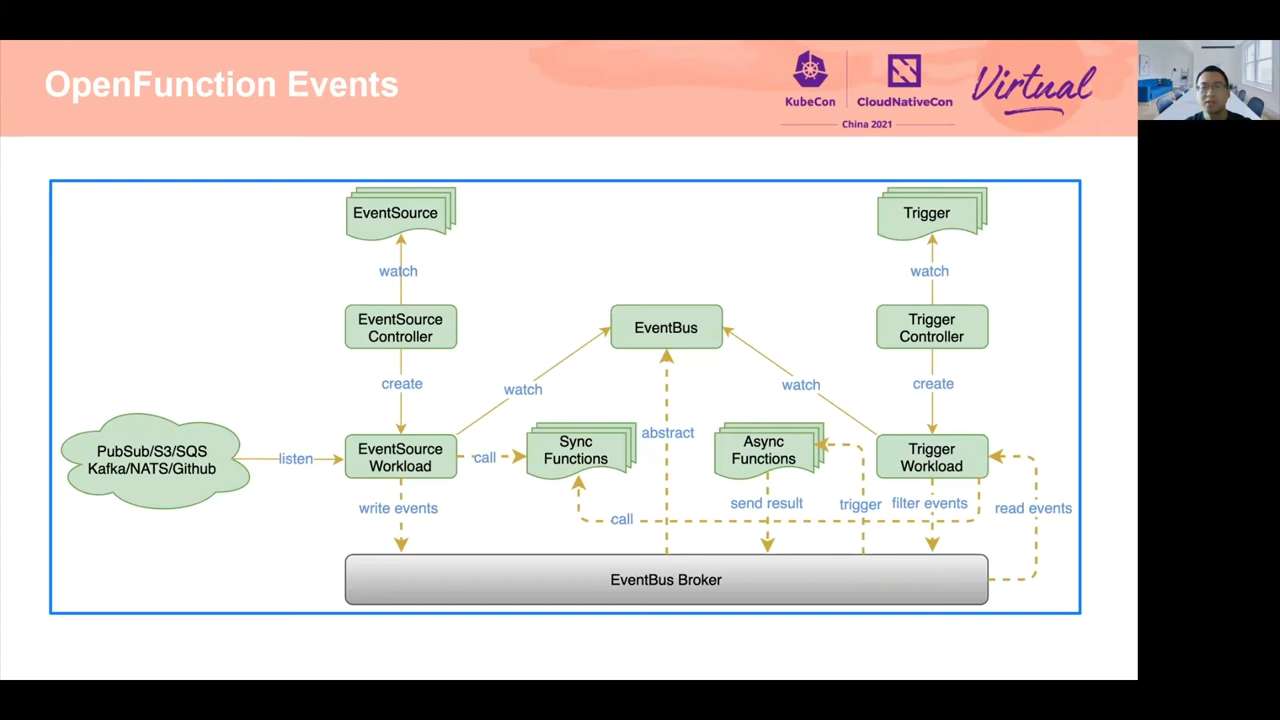 OpenFunction Events
KubeCon
CloudNativeCon
China 2021
Virtual
EventSource
Trigger
watch
watch
EventSource
Controller
EventBus
Trigger
Controller
create
watch
watch
create
PubSub/S3/SQS
Kafka/NATS/Github
listen
EventSource
Workload
call
Sync
Functions
abstract
Async
Functions
Trigger
Workload
write events
call
send result
trigger
filter events
read events
EventBus Broker